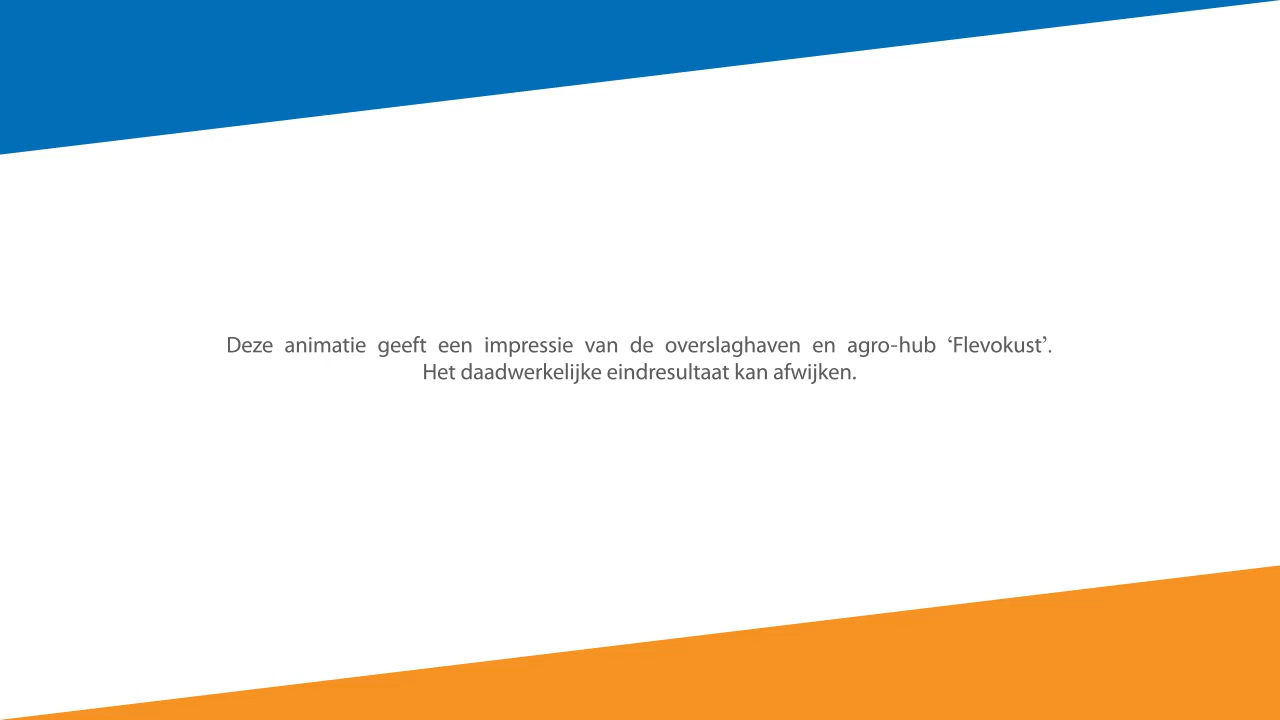 Deze animatie geeft een impressie van de overslaghaven en agro-hub ‘Flevokust’.
Het daadwerkelijke eindresultaat kan afwijken.